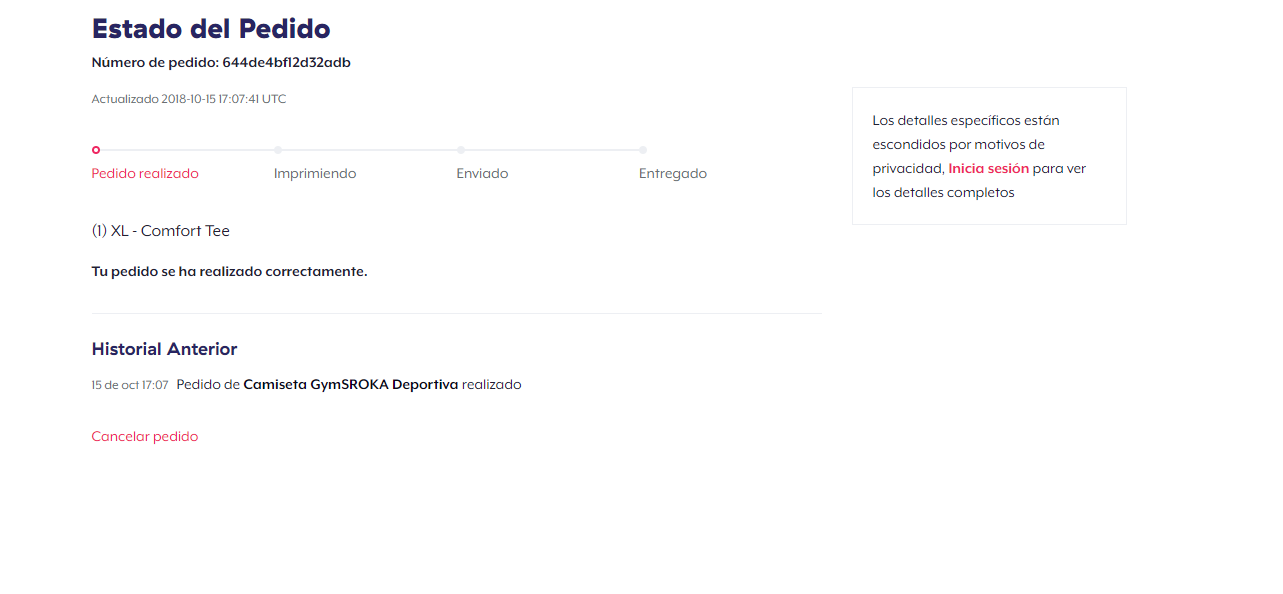 Estado del Pedido
Número de pedido: 644de4bf12d32adb
Actualizado 2018-10-15 17:07:41 UTC
Pedido realizado
Imprimiendo
Enviado
Entregado
(1) XL - Comfort Tee
Tu pedido se ha realizado correctamente.
Historial Anterior
15 de oct 17:07 Pedido de Camiseta GymSROKA Deportiva realizado
Cancelar pedido
Los detalles específicos están
escondidos por motivos de
privacidad, Inicia sesión para ver
los detalles completos